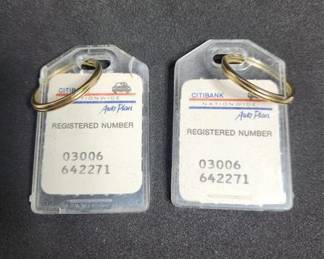 CITIBANK
NATIONWIDE
Auto Plan
REGISTERED NUMBER
03006
642271
CITIBANK
NATIONWIDE
Auto Plan
REGISTERED NUMBER
03006
642271